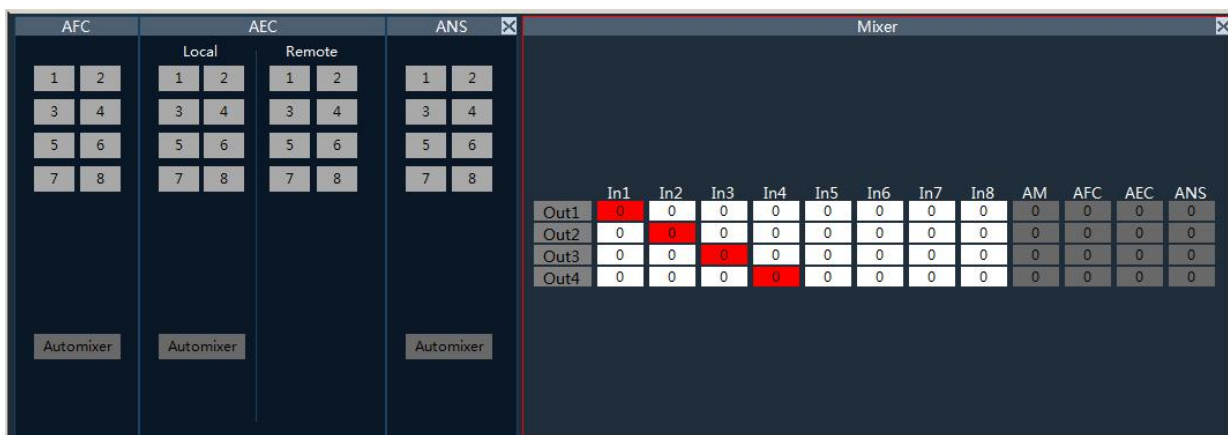 AFC AEC ANS Mixer
Local Remote
1 2 1 2 1 2 1 2
3 4 3 4 3 4 3 4
5 6 5 6 5 6 5 6
7 8 7 8 7 8 7 8
In1 In2 In3 In4 In5 In6 In7 In8 AM AFC AEC ANS
Out1 0 0 0 0 0 0 0 0 0 0 0 0
Out2 0 0 0 0 0 0 0 0 0 0 0 0
Out3 0 0 0 0 0 0 0 0 0 0 0 0
Out4 0 0 0 0 0 0 0 0 0 0 0 0
Automixer Automixer Automixer